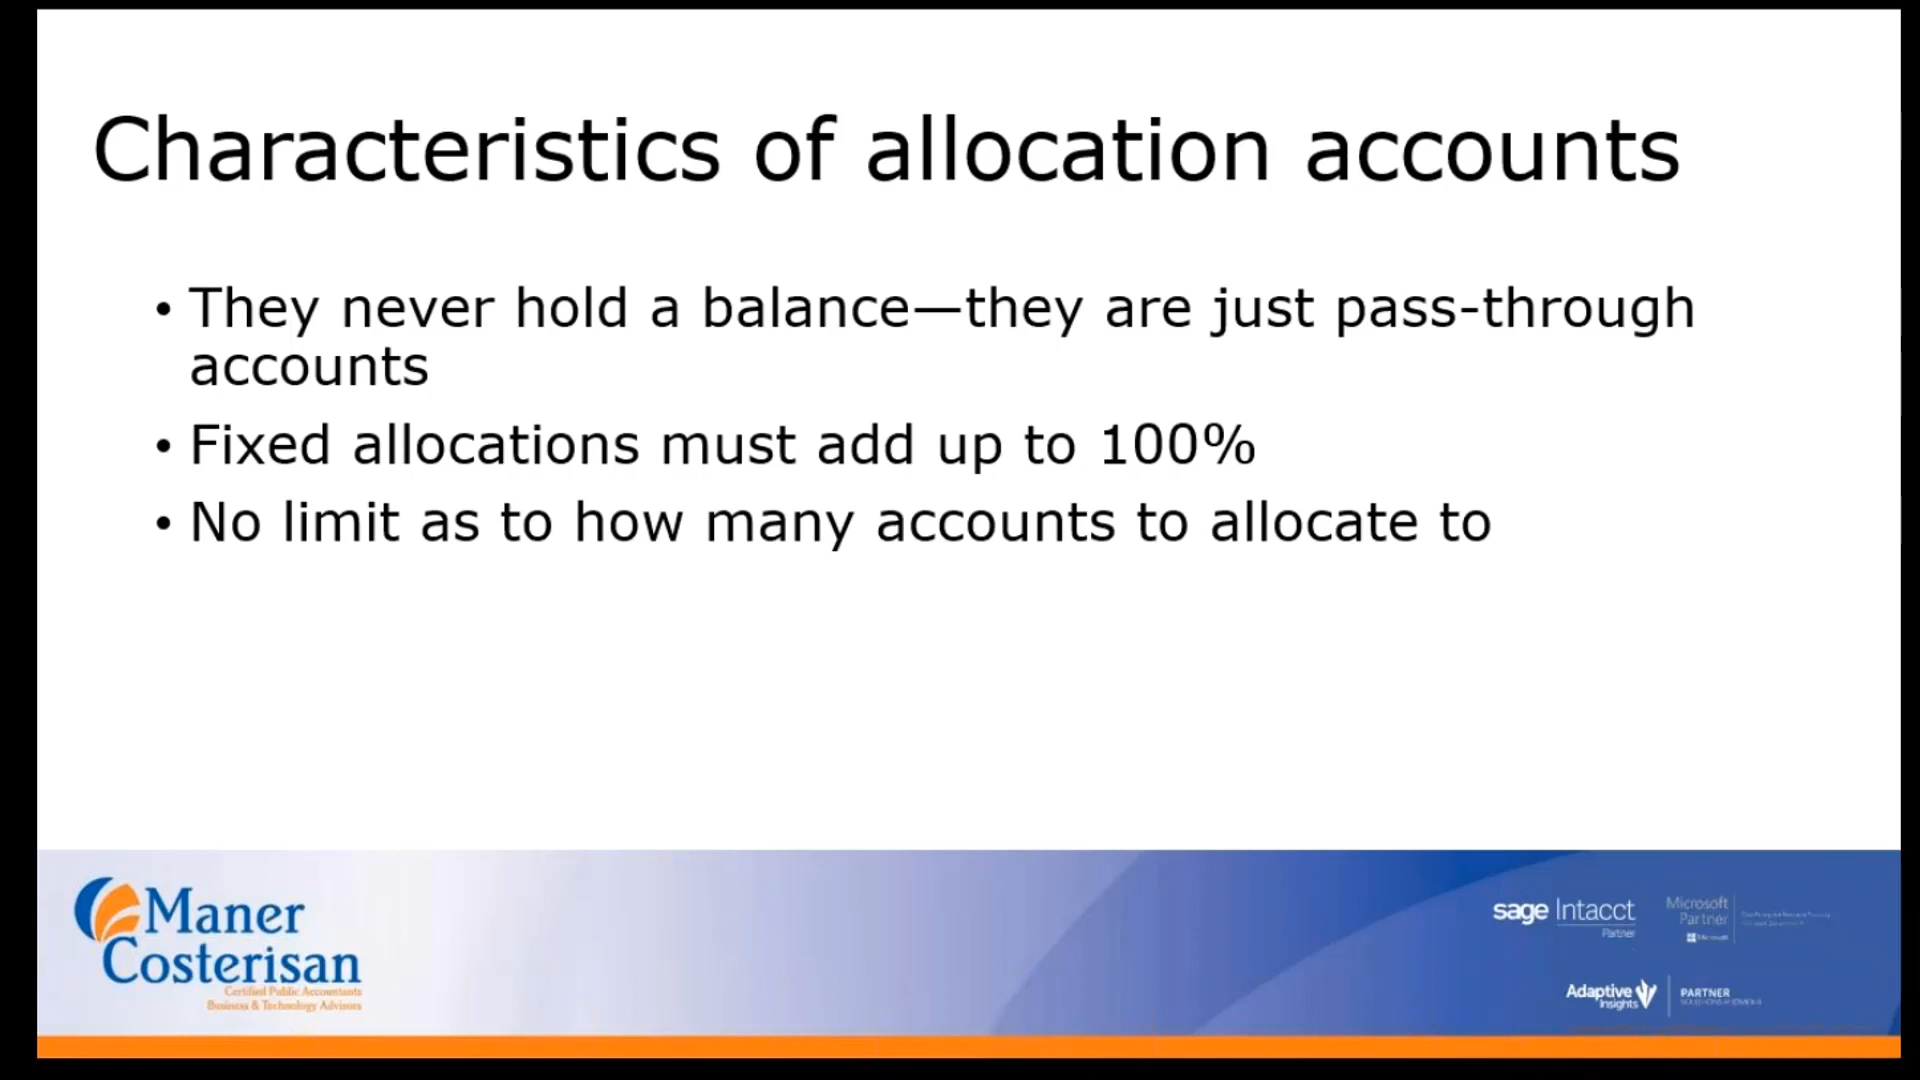 Characteristics of allocation accounts
• They never hold a balance—they are just pass-through
accounts
• Fixed allocations must add up to 100%
• No limit as to how many accounts to allocate to
Maner
Costerisan
Certified Public Accountants
Business & Technology Advisors
sage Intacct
Partner
Microsoft
Partner
Microsoft
Adaptive
Insights
PARTNER